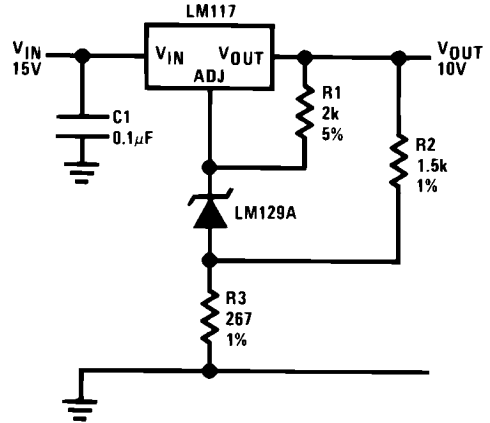 LM117
VIN
15V
VIN
VOUT
ADJ
VOUT
10V
C1
0.1μF
R1
2k
5%
R2
1.5k
1%
LM129A
R3
267
1%